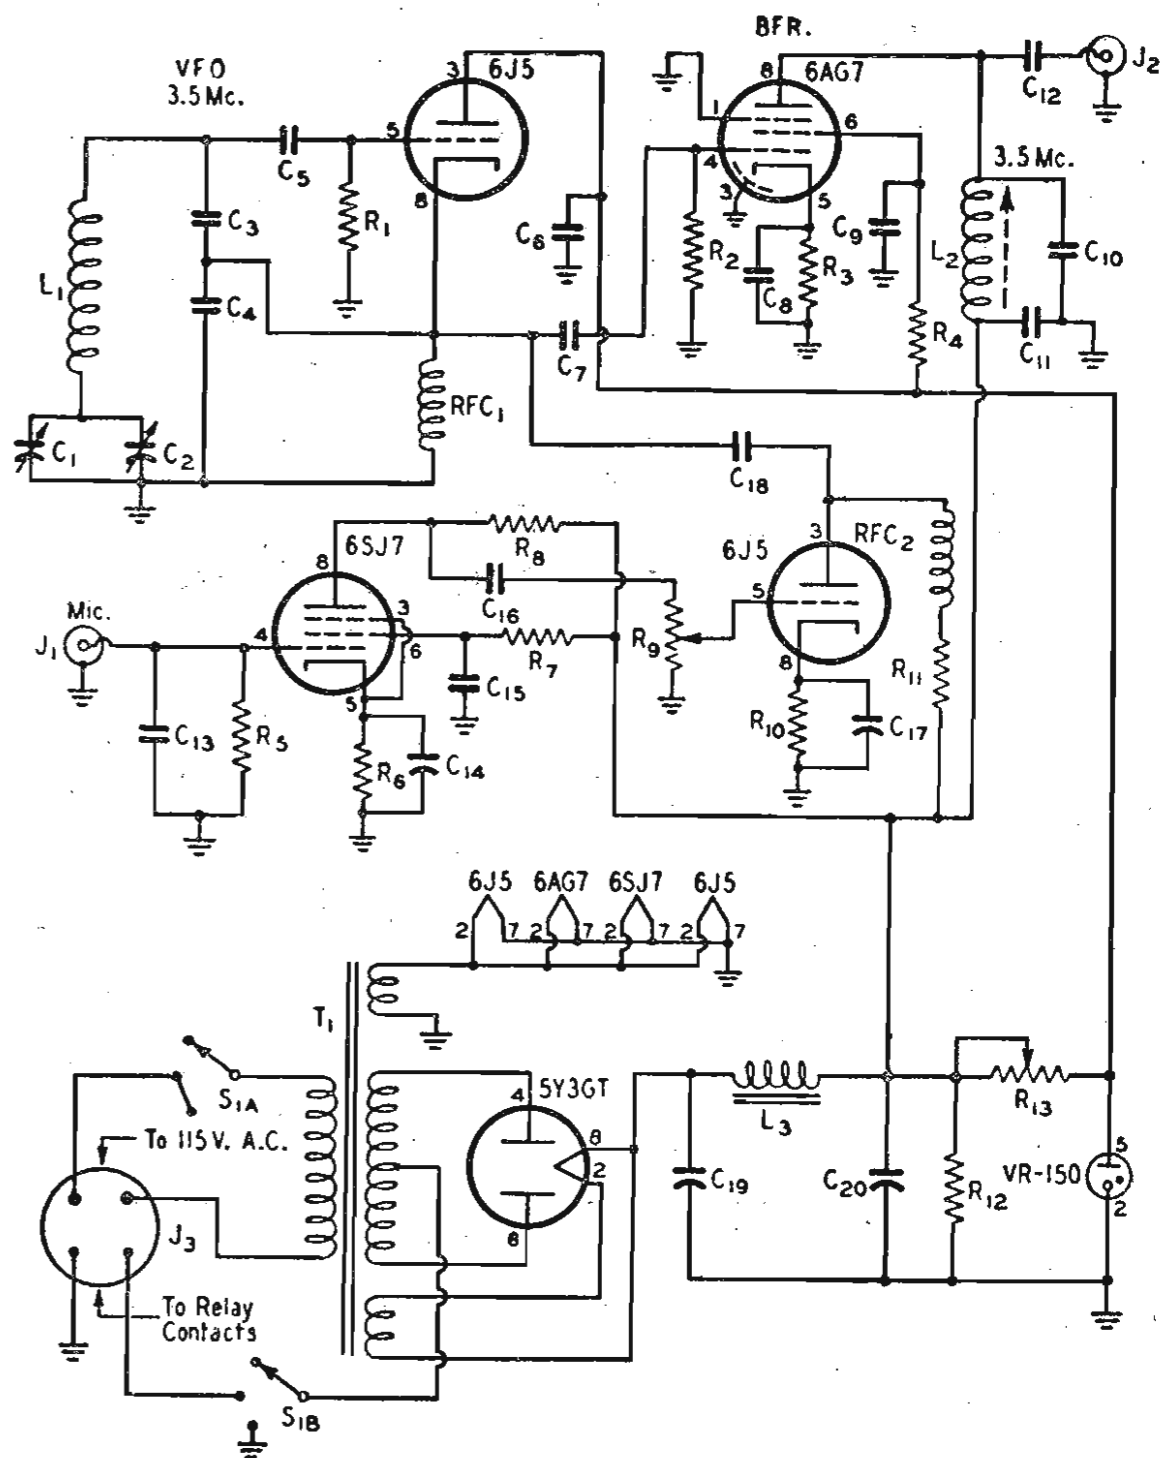 BFR.
VFO
3.5 Mc.
3
6J5
5
8
C5
C3
R1
L1
C4
C6
C7
RFC1
C1
C2
8
6AG7
1
4
3
5
6
C12
J2
3.5 Mc.
R2
C8
R3
C9
R4
L2
C10
C11
C18
6SJ7
8
R8
C16
3
6
4
5
R7
C15
R9
Mic.
J1
C13
R5
R6
C14
6J5
3
5
8
RFC2
R11
R10
C17
6J5
6AG7
6SJ7
6J5
2
7
2
7
2
7
2
7
T1
S1A
To 115 V. A.C.
J3
To Relay
Contacts
S1B
5Y3GT
4
8
2
6
L3
C19
C20
R12
R13
VR-150
5
2